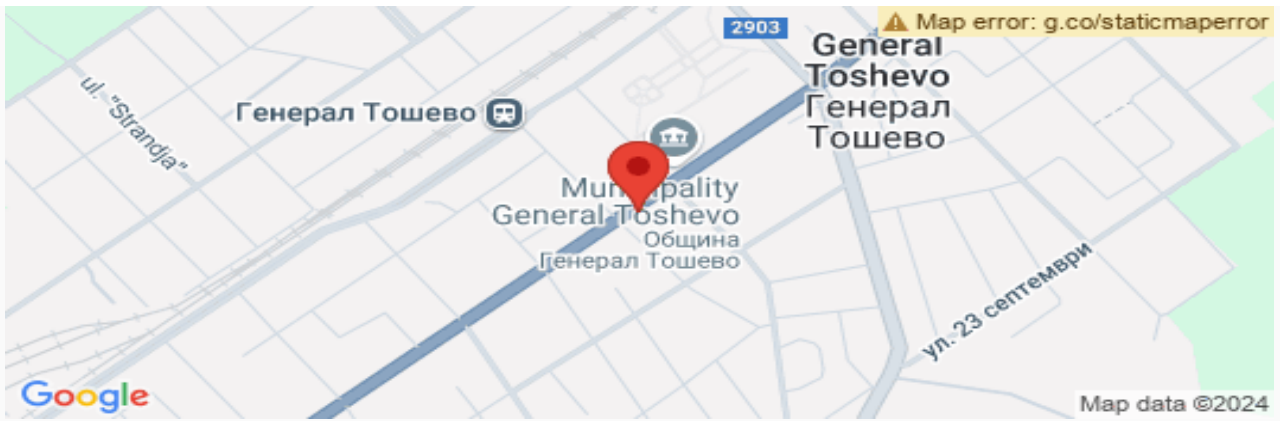 ⚠ Map error: g.co/staticmaperror
2903
General
Toshevo
Генерал
Тошево
ul. "Strandja"
Генерал Тошево
Municipality
General Toshevo
Община
Генерал Тошево
ул. 23 септември
Google
Map data ©2024